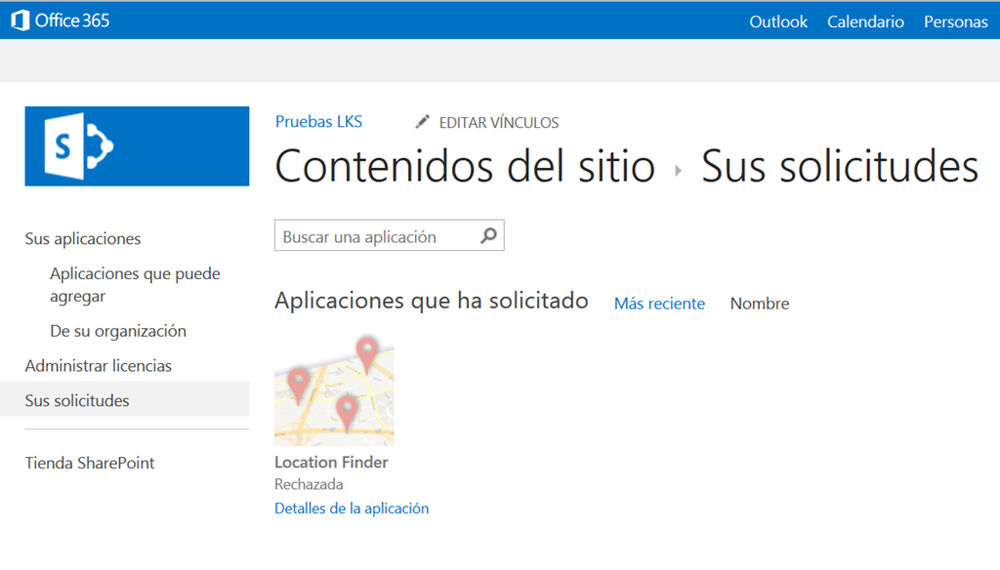 Office 365
Outlook Calendario Personas
S
Pruebas LKS EDITAR VÍNCULOS
Contenidos del sitio ▸ Sus solicitudes
Buscar una aplicación
Sus aplicaciones
Aplicaciones que puede
agregar
De su organización
Administrar licencias
Sus solicitudes
Tienda SharePoint
Aplicaciones que ha solicitado Más reciente Nombre
Location Finder
Rechazada
Detalles de la aplicación